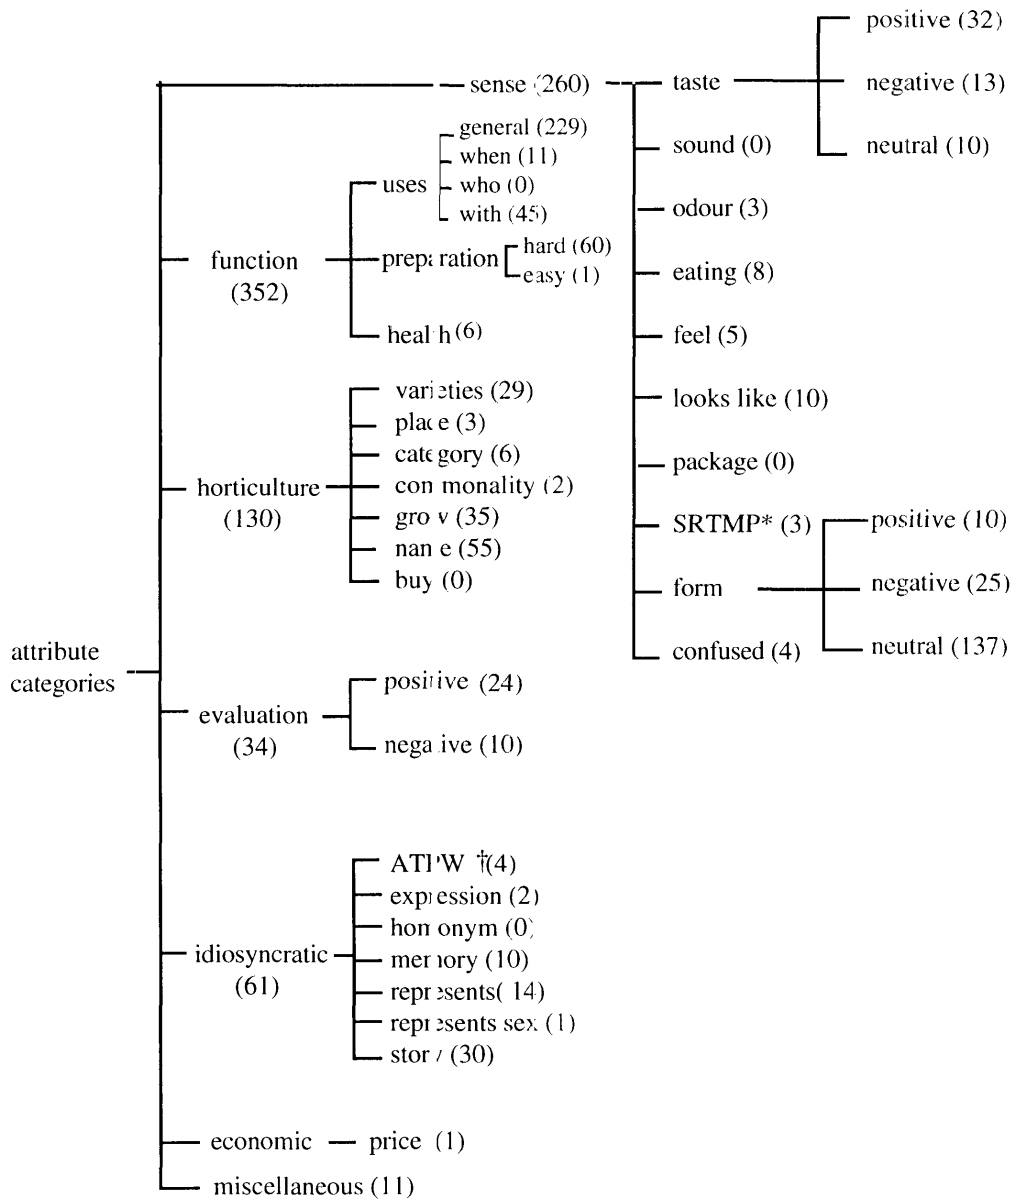 positive (32)
sense (260)
taste
negative (13)
neutral (10)
general (229)
when (11)
uses
who (0)
with (45)
sound (0)
odour (3)
function
(352)
preparation
hard (60)
easy (1)
eating (8)
health (6)
feel (5)
varieties (29)
place (3)
category (6)
horticulture
(130)
commonality (2)
grow (35)
name (55)
buy (0)
looks like (10)
package (0)
SRTMP* (3)
positive (10)
form
negative (25)
confused (4)
neutral (137)
attribute
categories
evaluation
(34)
positive (24)
negative (10)
ATPW †(4)
expression (2)
homonym (0)
idiosyncratic
(61)
memory (10)
represents( 14)
represents sex (1)
story (30)
economic
price (1)
miscellaneous (11)